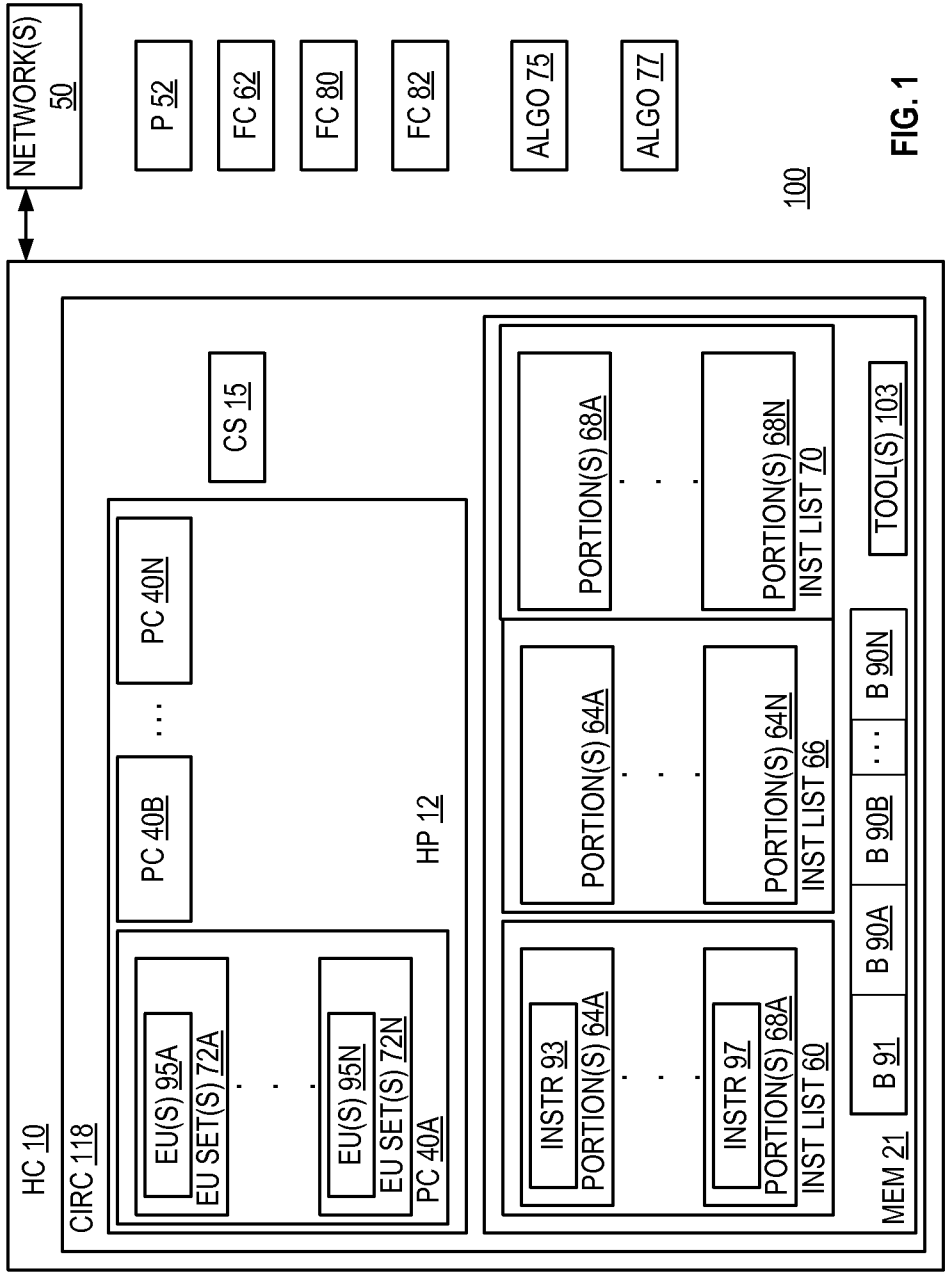 HC 10
CIRC 118
EU(S) 95A
EU SET(S) 72A
.
.
.
EU(S) 95N
EU SET(S) 72N
PC 40A
PC 40B
...
PC 40N
HP 12
CS 15
INSTR 93
PORTION(S) 64A
.
.
.
INSTR 97
PORTION(S) 68A
INST LIST 60
PORTION(S) 64A
.
.
.
PORTION(S) 64N
INST LIST 66
PORTION(S) 68A
.
.
.
PORTION(S) 68N
INST LIST 70
B 91
B 90A
B 90B
...
B 90N
TOOL(S) 103
MEM 21
NETWORK(S)
50
P 52
FC 62
FC 80
FC 82
ALGO 75
ALGO 77
100
FIG. 1